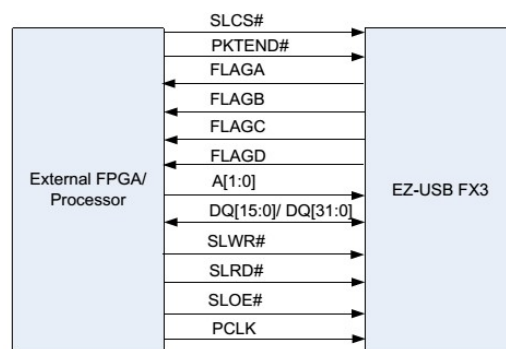 SLCS#
PKTEND#
FLAGA
FLAGB
FLAGC
FLAGD
External FPGA/
Processor
A[1:0]
EZ-USB FX3
DQ[15:0]/ DQ[31:0]
SLWR#
SLRD#
SLOE#
PCLK